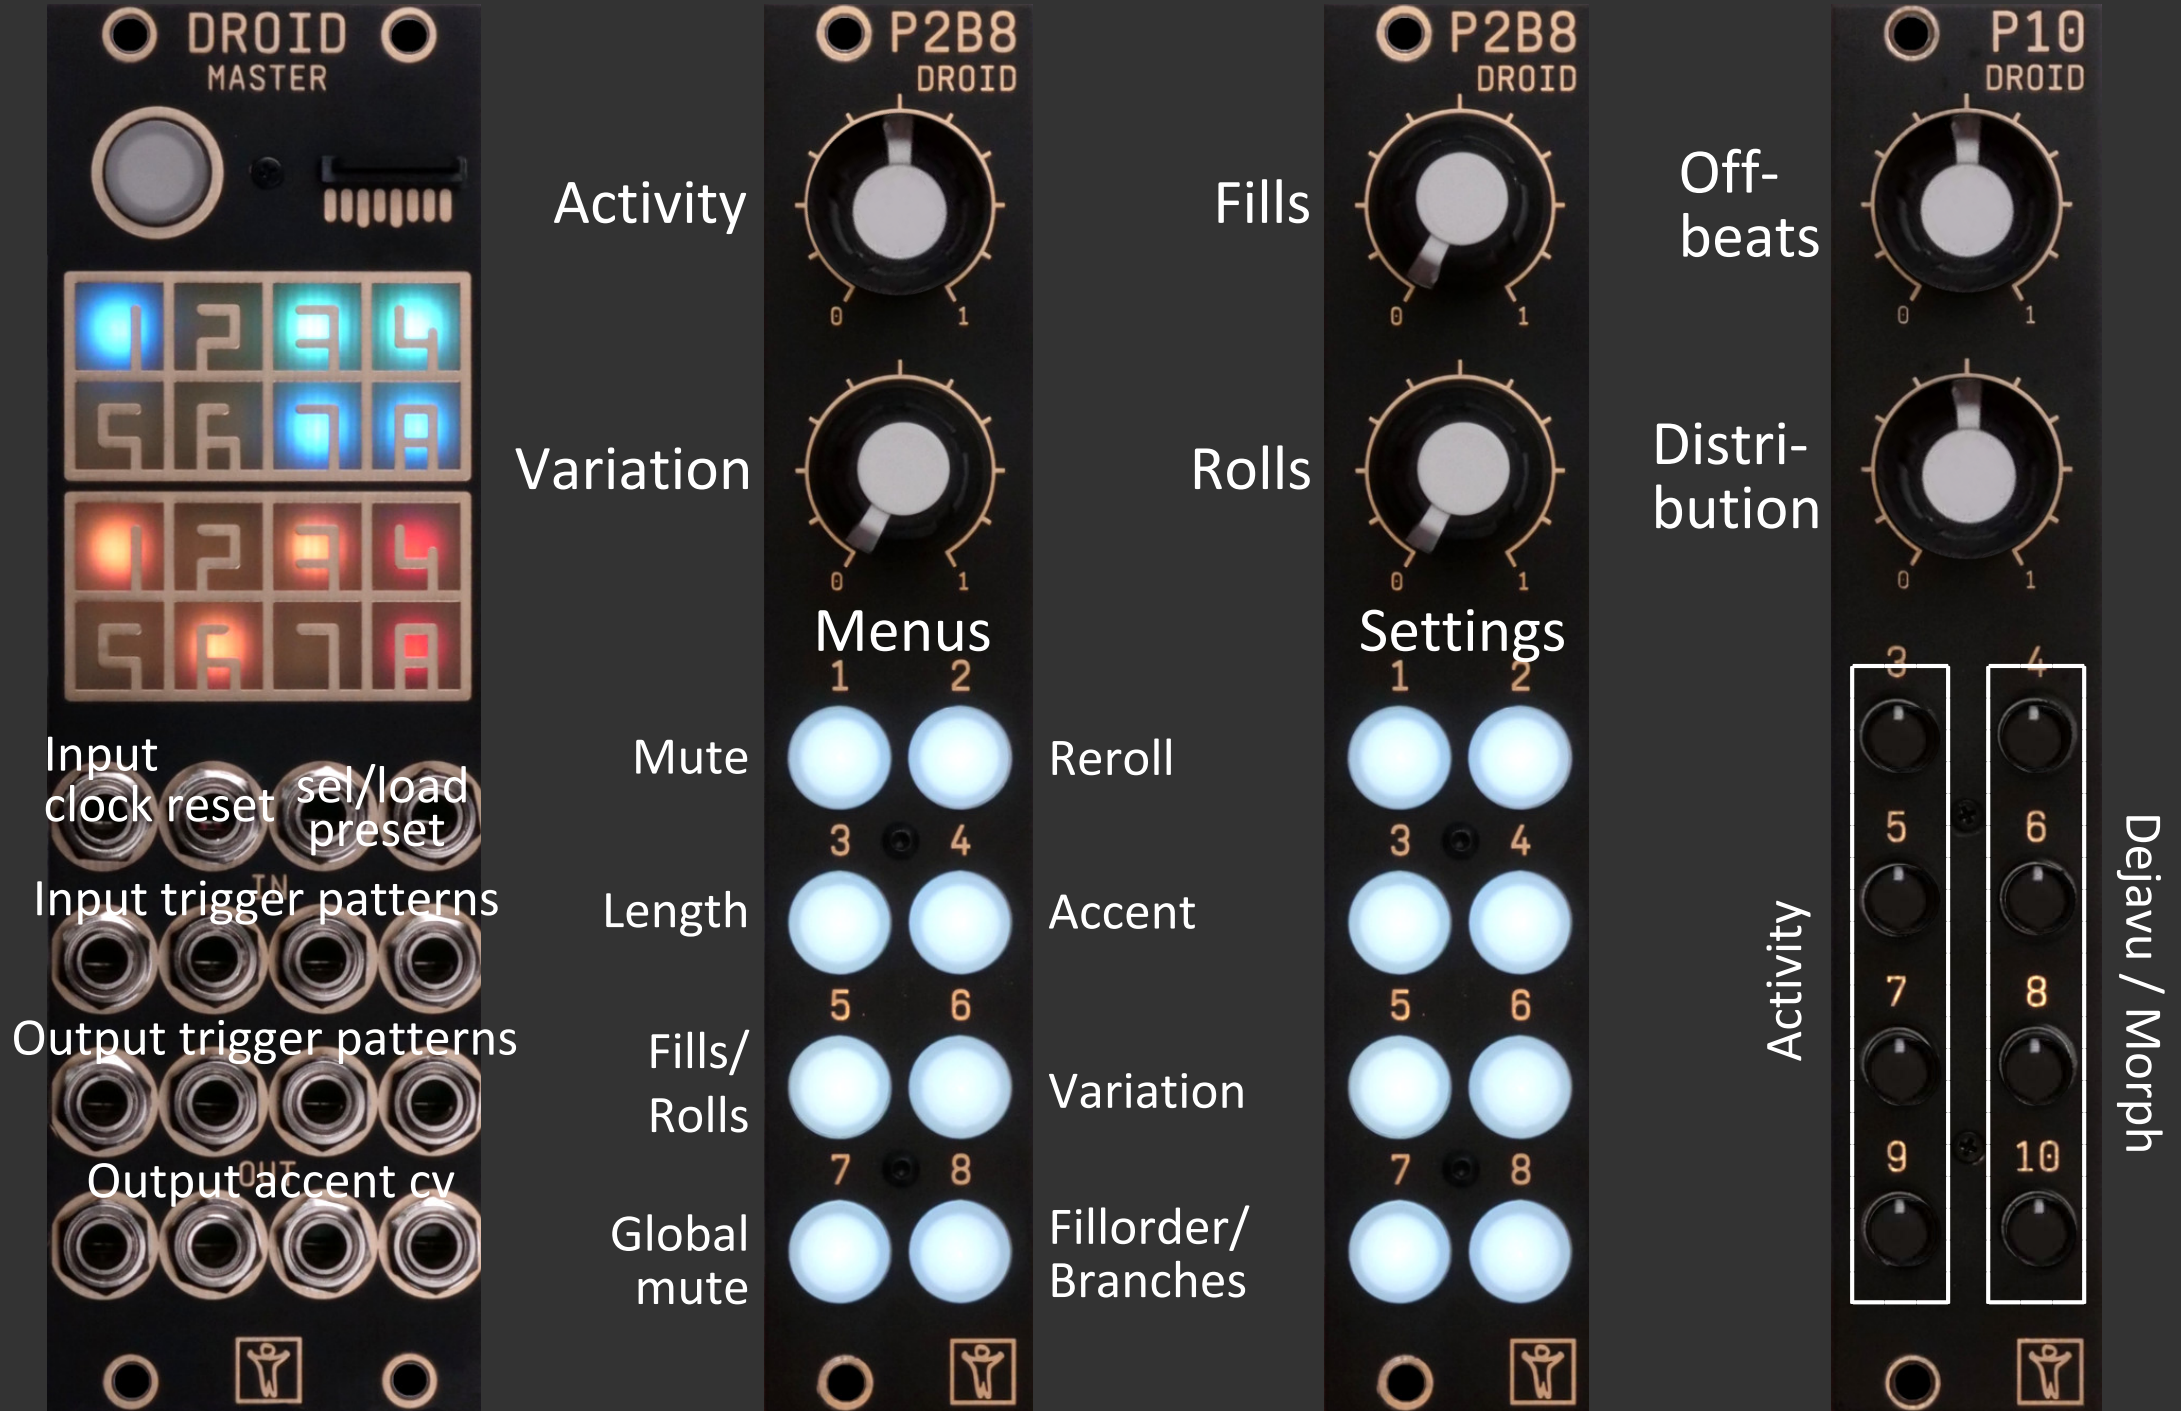 DROID
MASTER
1 2 3 4
5 6 7 8
1 2 3 4
5 6 7 8
Input
clock reset
sel/load
preset
IN
Input trigger patterns
Output trigger patterns
OUT
Output accent cv
P2B8
DROID
Activity
0 1
Variation
0 1
Menus
1 2
Mute
Reroll
3 4
Length
Accent
5 6
Fills/
Rolls
Variation
7 8
Global
mute
Fillorder/
Branches
P2B8
DROID
Fills
0 1
Rolls
0 1
Settings
1 2
3 4
5 6
7 8
P10
DROID
Off-
beats
0 1
Distri-
bution
0 1
3 4
5 6
7 8
9 10
Activity
Dejavu / Morph